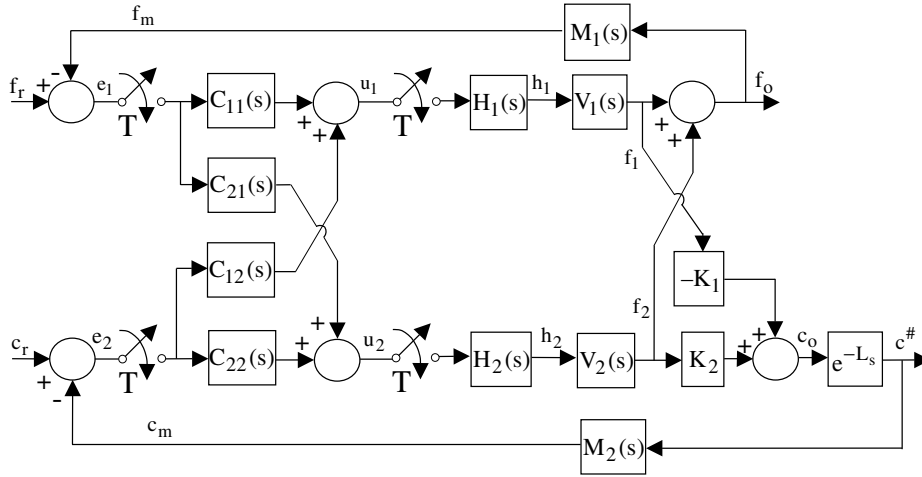 f_m
M_1(s)
f_r
+
-
e_1
T
C_11(s)
+
+
u_1
T
H_1(s)
h_1
V_1(s)
+
+
f_o
C_21(s)
f_1
C_12(s)
-K_1
f_2
c_r
+
-
e_2
T
C_22(s)
+
+
u_2
T
H_2(s)
h_2
V_2(s)
K_2
+
+
c_o
e^-L_s
c^#
c_m
M_2(s)